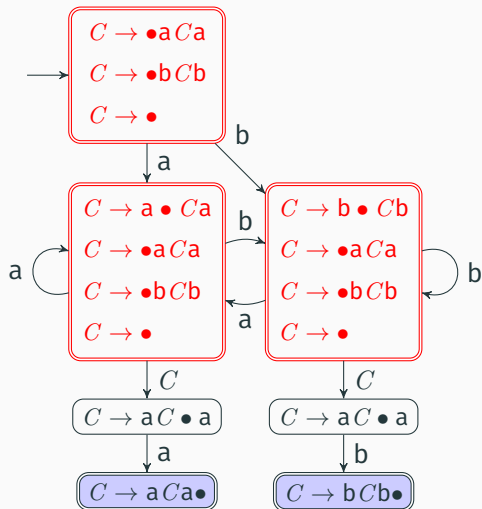 C → •aCa
C → •bCb
C → •
a
b
C → a • Ca
C → •aCa
C → •bCb
C → •
C → b • Cb
C → •aCa
C → •bCb
C → •
a
b
a
b
C
C
C → aC • a
C → aC • a
a
b
C → aCa•
C → bCb•